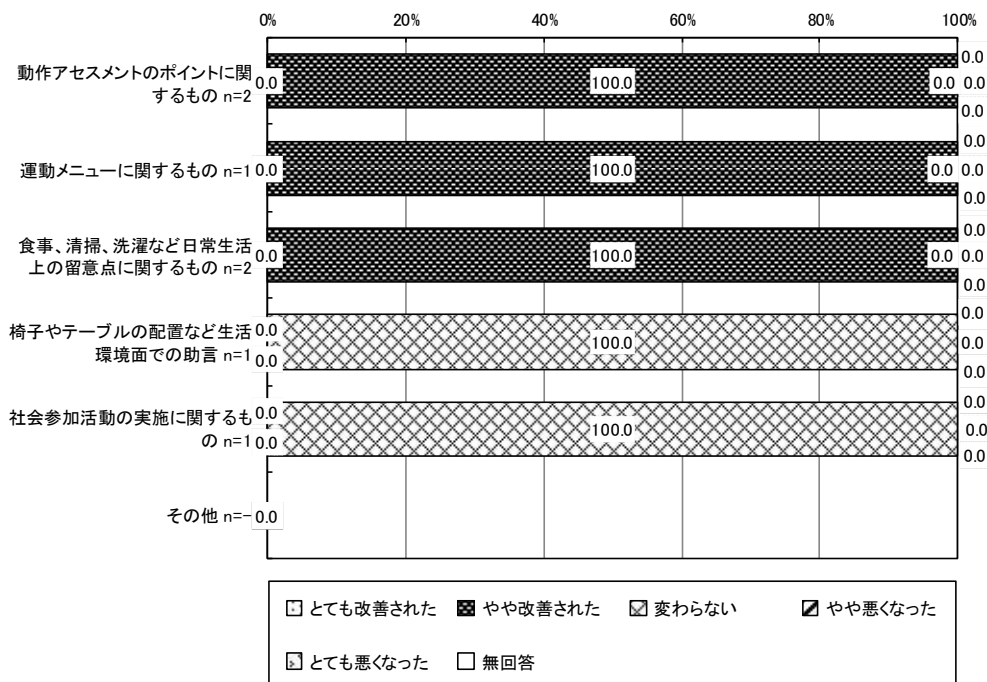 0% 20% 40% 60% 80% 100%
動作アセスメントのポイントに関
するもの n=2
0.0 100.0 0.0 0.0 0.0 0.0
運動メニューに関するもの n=1
0.0 100.0 0.0 0.0 0.0 0.0
食事、清掃、洗濯など日常生活
上の留意点に関するもの n=2
0.0 100.0 0.0 0.0 0.0 0.0
椅子やテーブルの配置など生活
環境面での助言 n=1
0.0 0.0 100.0 0.0 0.0 0.0
社会参加活動の実施に関するも
の n=1
0.0 0.0 100.0 0.0 0.0 0.0
その他 n=- 0.0
とても改善された やや改善された 変わらない やや悪くなった
とても悪くなった 無回答